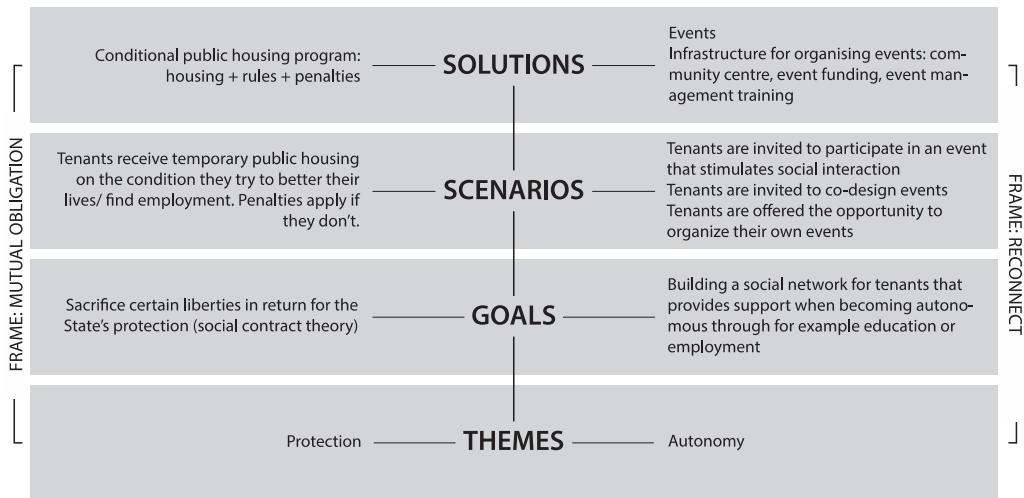 FRAME: MUTUAL OBLIGATION
Conditional public housing program:
housing + rules + penalties
SOLUTIONS
Events
Infrastructure for organising events: com-
munity centre, event funding, event man-
agement training
Tenants receive temporary public housing
on the condition they try to better their
lives/ find employment. Penalties apply if
they don't.
SCENARIOS
Tenants are invited to participate in an event
that stimulates social interaction
Tenants are invited to co-design events
Tenants are offered the opportunity to
organize their own events
Sacrifice certain liberties in return for the
State's protection (social contract theory)
GOALS
Building a social network for tenants that
provides support when becoming autono-
mous through for example education or
employment
Protection
THEMES
Autonomy
FRAME: RECONNECT